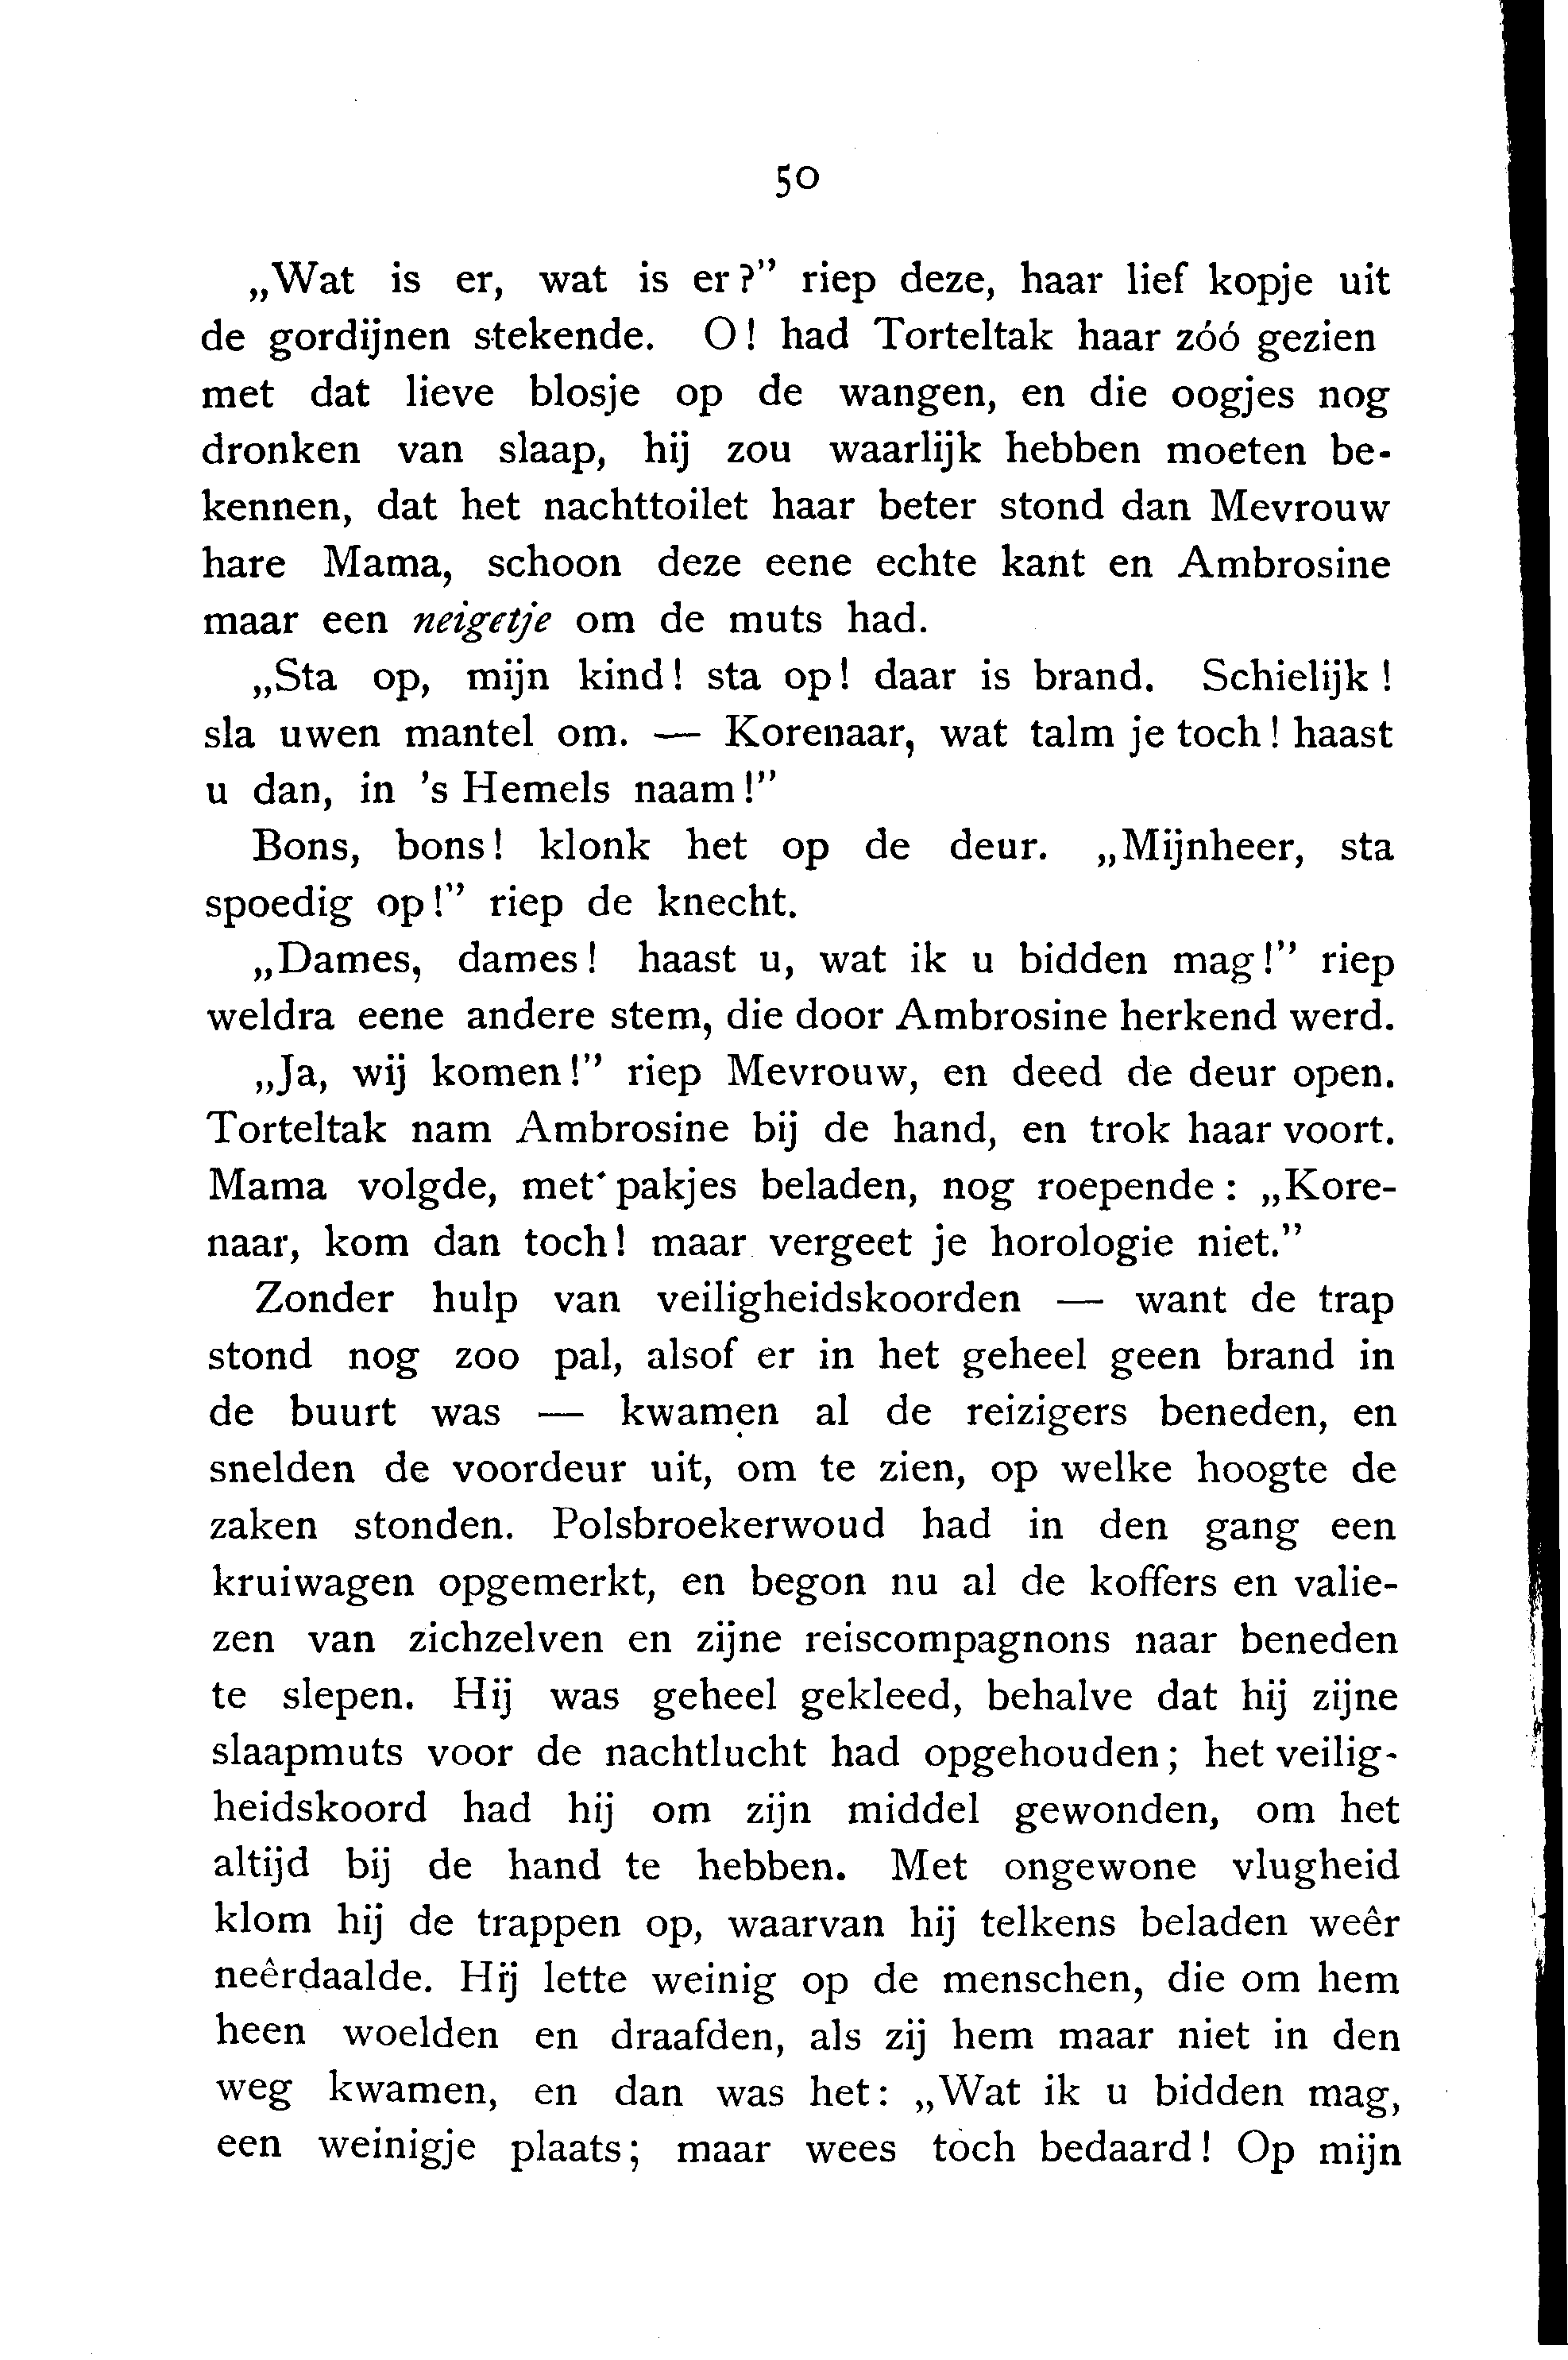 50
„Wat is er, wat is er?” riep deze, haar lief kopje uit
de gordijnen stekende. O! had Torteltak haar zóó gezien
met dat lieve blosje op de wangen, en die oogjes nog
dronken van slaap, hij zou waarlijk hebben moeten be-
kennen, dat het nachttoilet haar beter stond dan Mevrouw
hare Mama, schoon deze eene echte kant en Ambrosine
maar een neigetje om de muts had.
„Sta op, mijn kind! sta op! daar is brand. Schielijk!
sla uwen mantel om. — Korenaar, wat talm je toch! haast
u dan, in 's Hemels naam!”
Bons, bons! klonk het op de deur. „Mijnheer, sta
spoedig op!” riep de knecht.
„Dames, dames! haast u, wat ik u bidden mag!” riep
weldra eene andere stem, die door Ambrosine herkend werd.
„Ja, wij komen!” riep Mevrouw, en deed de deur open.
Torteltak nam Ambrosine bij de hand, en trok haar voort.
Mama volgde, met pakjes beladen, nog roepende: „Kore-
naar, kom dan toch! maar vergeet je horologie niet.”
Zonder hulp van veiligheidskoorden — want de trap
stond nog zoo pal, alsof er in het geheel geen brand in
de buurt was — kwamen al de reizigers beneden, en
snelden de voordeur uit, om te zien, op welke hoogte de
zaken stonden. Polsbroekerwoud had in den gang een
kruiwagen opgemerkt, en begon nu al de koffers en valie-
zen van zichzelven en zijne reiscompagnons naar beneden
te slepen. Hij was geheel gekleed, behalve dat hij zijne
slaapmuts voor de nachtlucht had opgehouden; het veilig-
heidskoord had hij om zijn middel gewonden, om het
altijd bij de hand te hebben. Met ongewone vlugheid
klom hij de trappen op, waarvan hij telkens beladen weêr
neêrdaalde. Hij lette weinig op de menschen, die om hem
heen woelden en draafden, als zij hem maar niet in den
weg kwamen, en dan was het: „Wat ik u bidden mag,
een weinigje plaats; maar wees toch bedaard! Op mijn